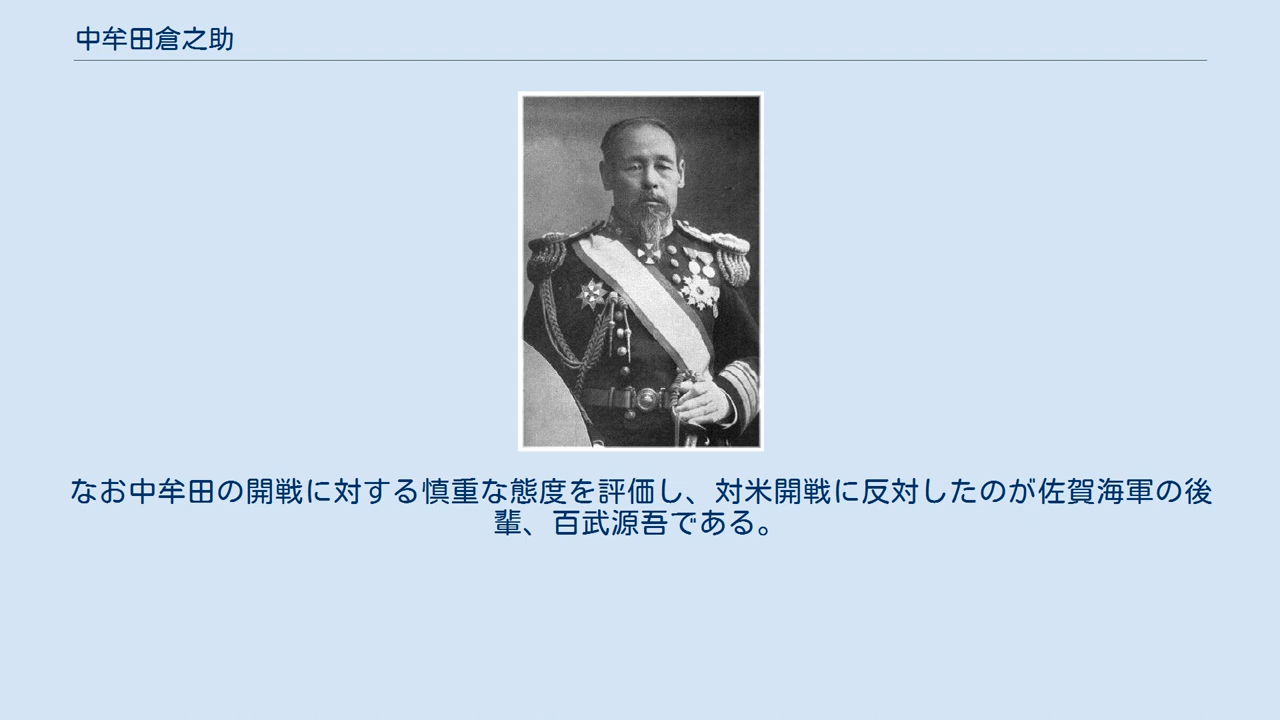 中牟田倉之助
なお中牟田の開戦に対する慎重な態度を評価し、対米開戦に反対したのが佐賀海軍の後
輩、百武源吾である。